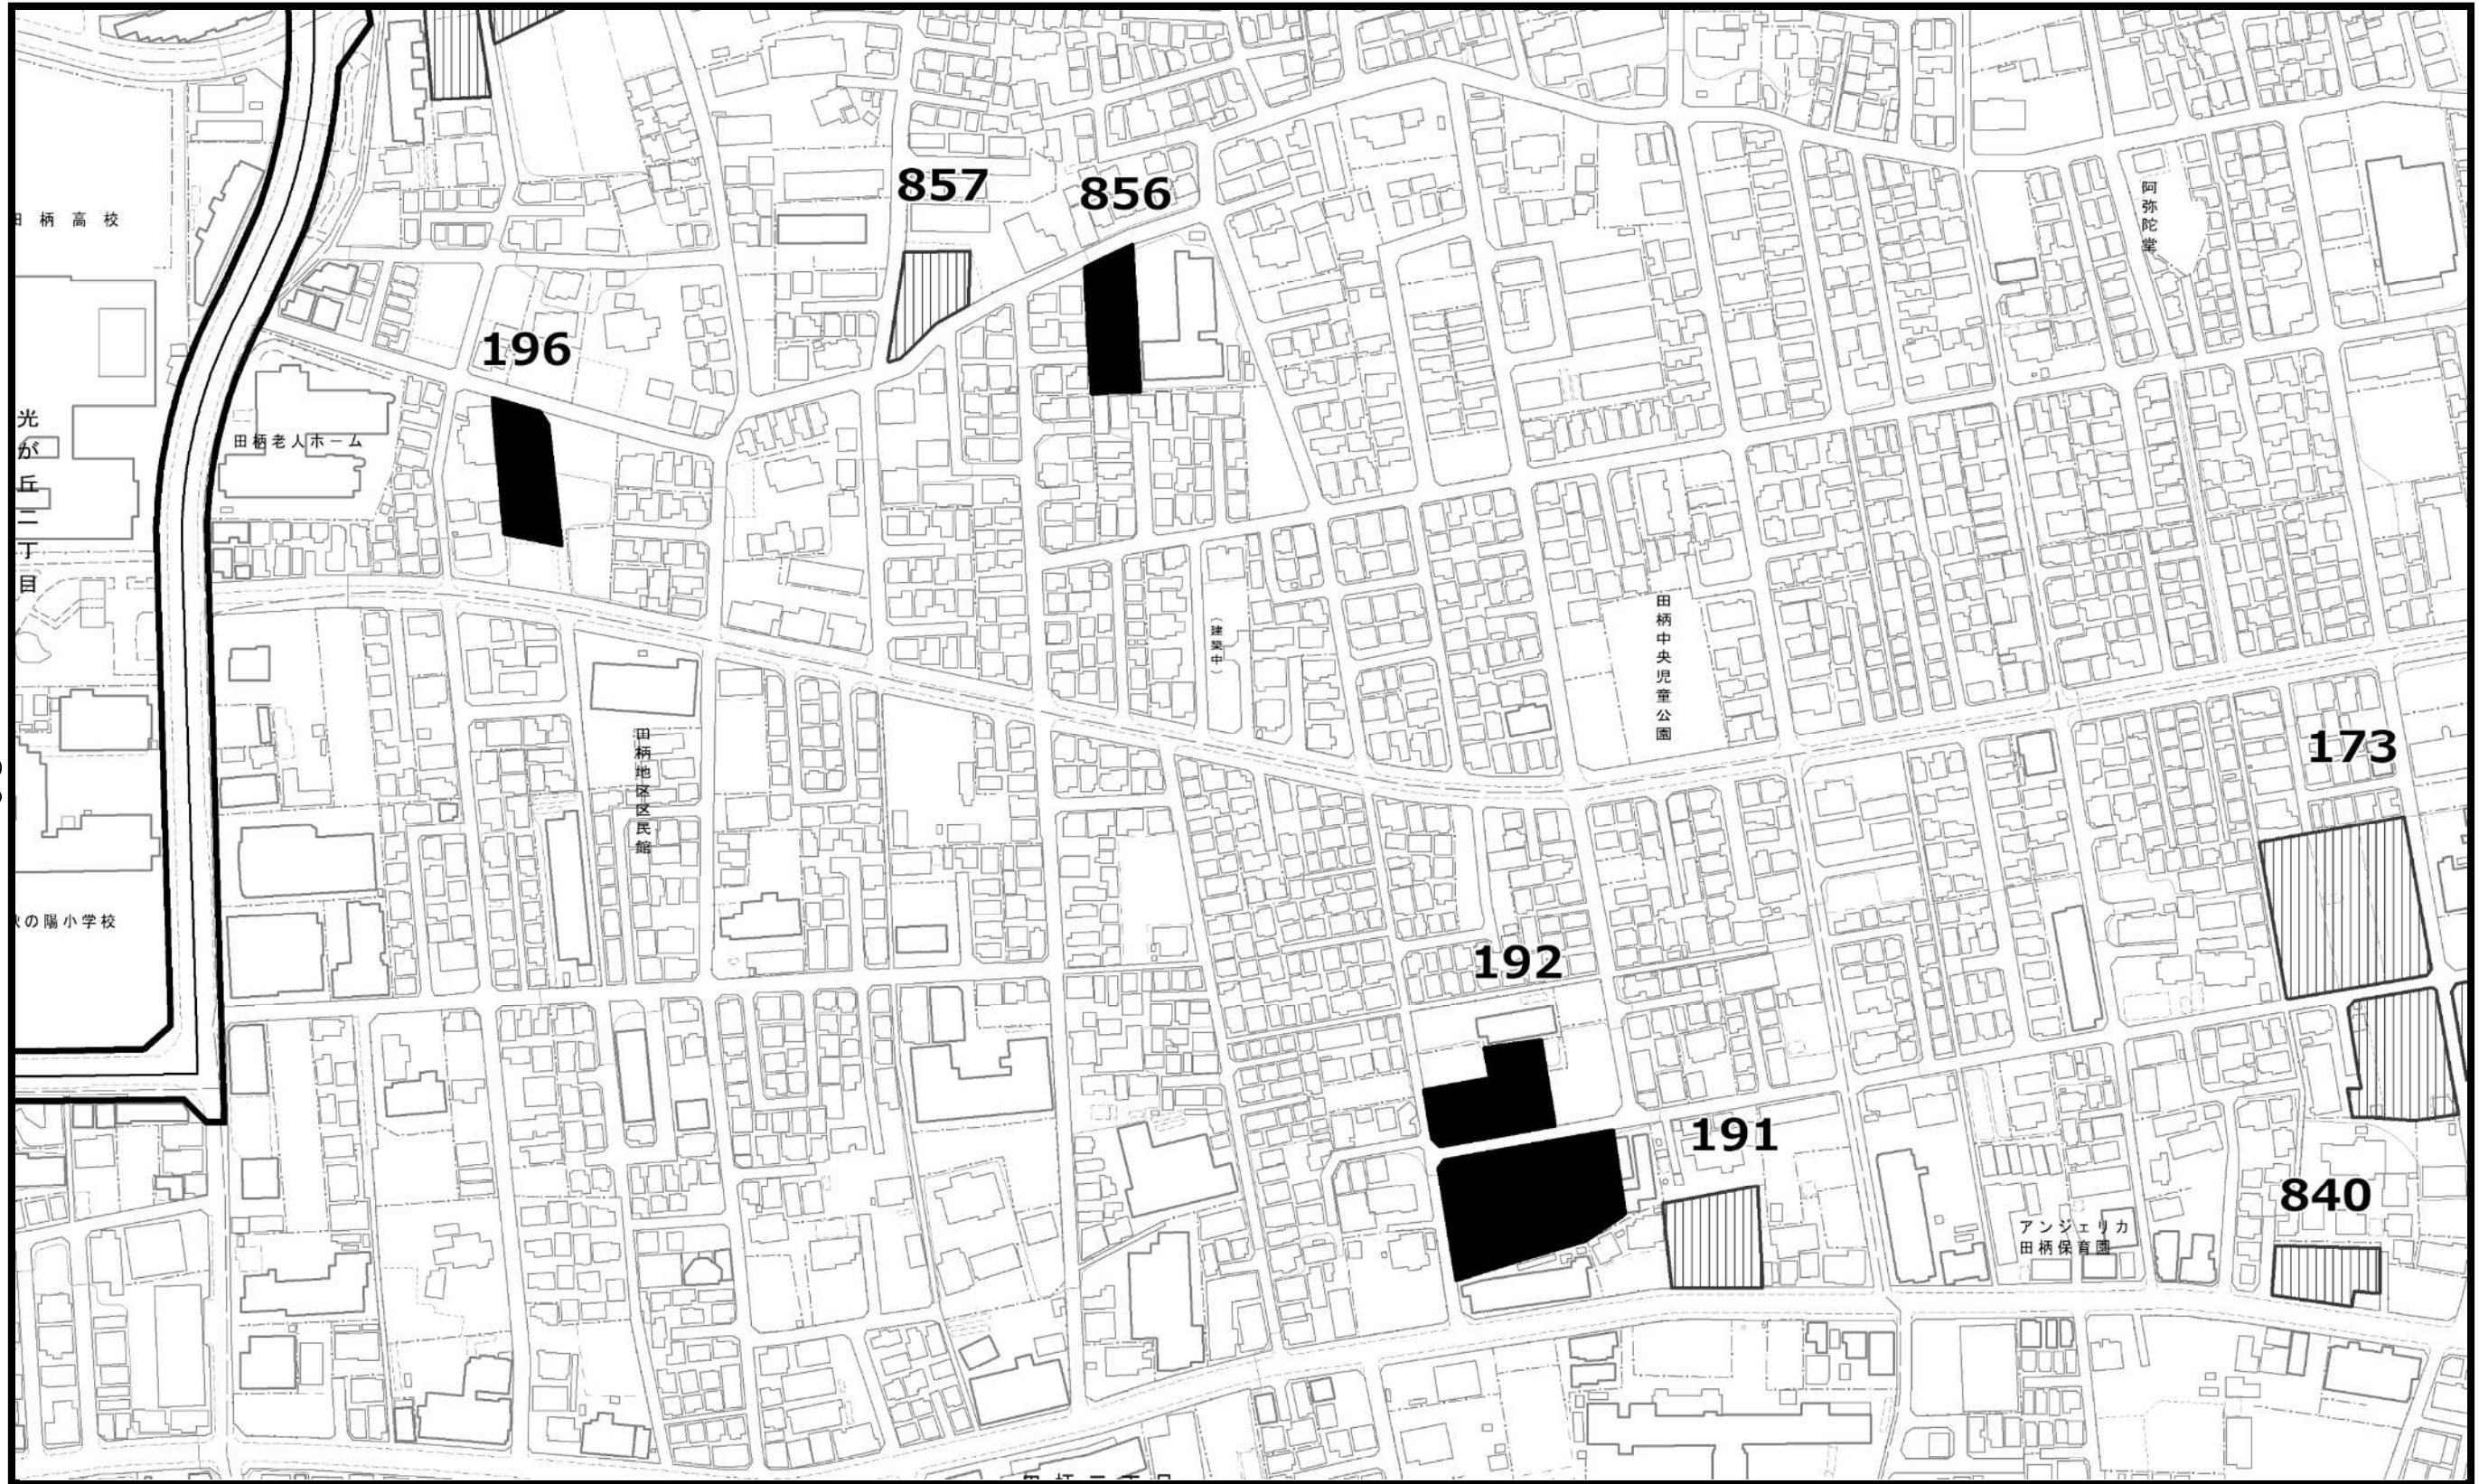 857
856
阿弥陀堂
田柄高校
196
光が丘二丁目
田柄老人ホーム
（建築中）
田柄中央児童公園
田柄地区区民館
173
の陽小学校
192
191
840
アンジェリカ
田柄保育園